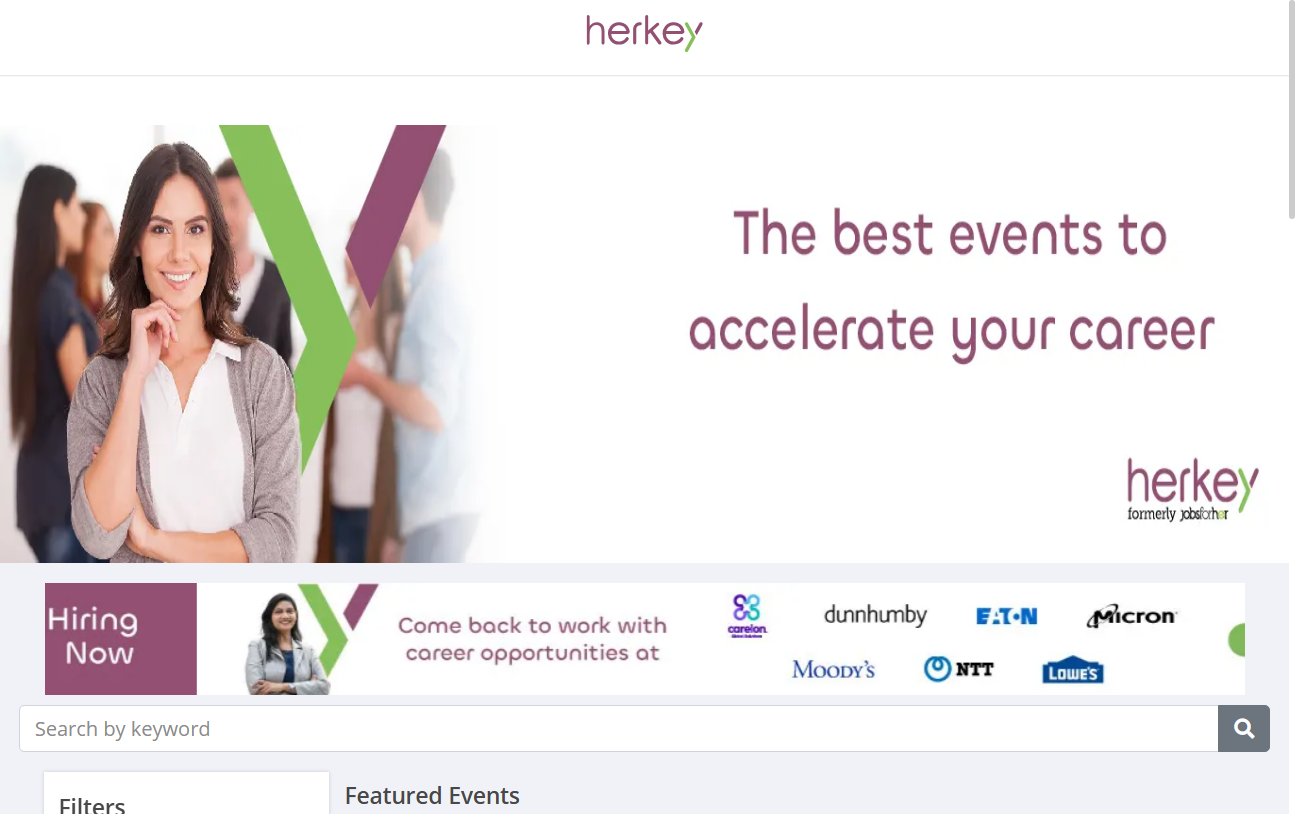 herkey
The best events to
accelerate your career
herkey
formerly jobsforher
Hiring
Now
Come back to work with
career opportunities at
carelon
dunnhumby
EATON
Micron
MOODY'S
NTT
LOWE'S
Search by keyword
Filters
Featured Events